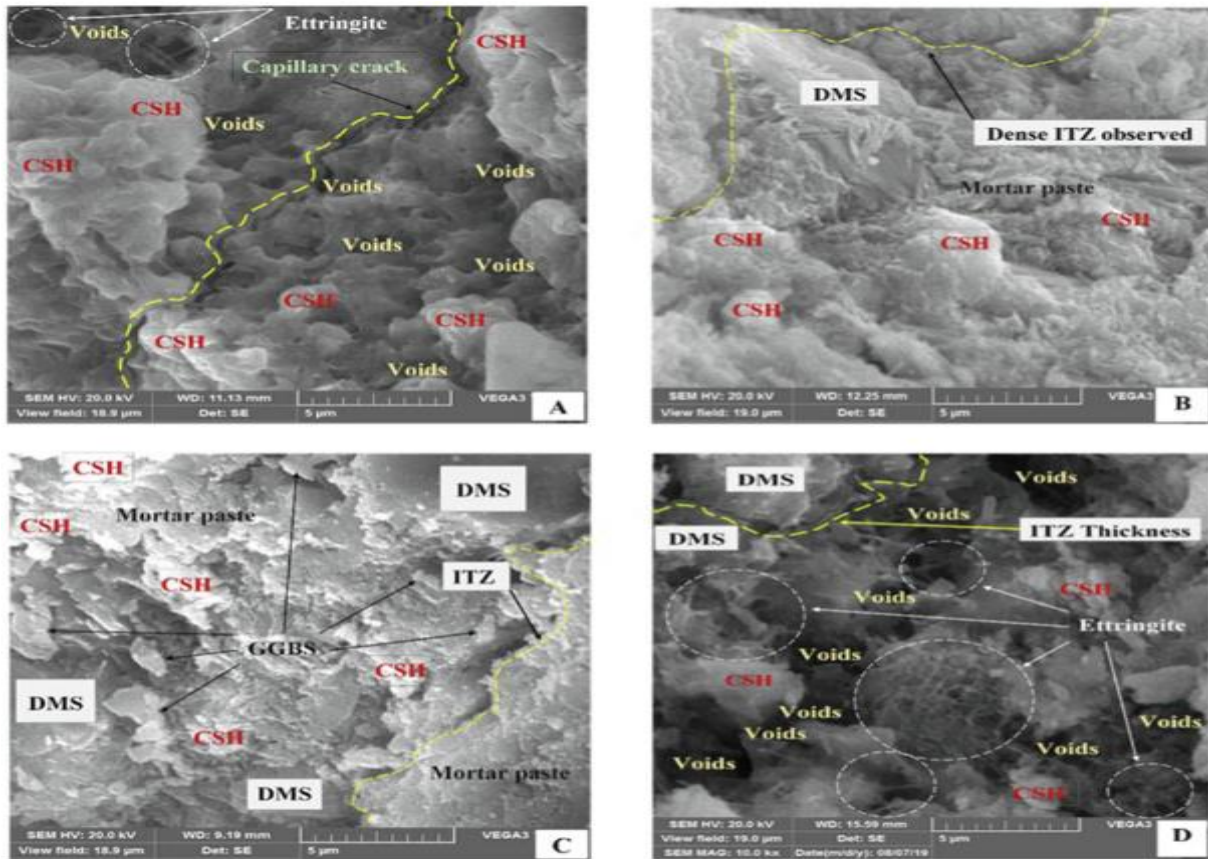 Voids
Ettringite
CSH
Capillary crack
CSH
Voids
CSH
Voids
Voids
Voids
Voids
CSH
CSH
CSH
Voids
SEM HV: 20.0 kV WD: 11.13 mm VEGA3
View field: 18.9 µm Det: SE 5 µm
A
DMS
Dense ITZ observed
Mortar paste
CSH
CSH
CSH
CSH
SEM HV: 20.0 kV WD: 12.25 mm VEGA3
View field: 19.0 µm Det: SE 5 µm
B
CSH
DMS
Mortar paste
CSH
CSH
ITZ
GGBS
CSH
DMS
CSH
Mortar paste
DMS
SEM HV: 20.0 kV WD: 9.19 mm VEGA3
View field: 18.9 µm Det: SE 5 µm
C
DMS
Voids
Voids
ITZ Thickness
DMS
CSH
Voids
Ettringite
Voids
CSH
Voids
Voids
Voids
Voids
Voids
CSH
SEM HV: 20.0 kV WD: 15.59 mm VEGA3
View field: 19.0 µm Det: SE 5 µm
SEM MAG: 10.0 kx Date(m/d/y): 08/07/19
D